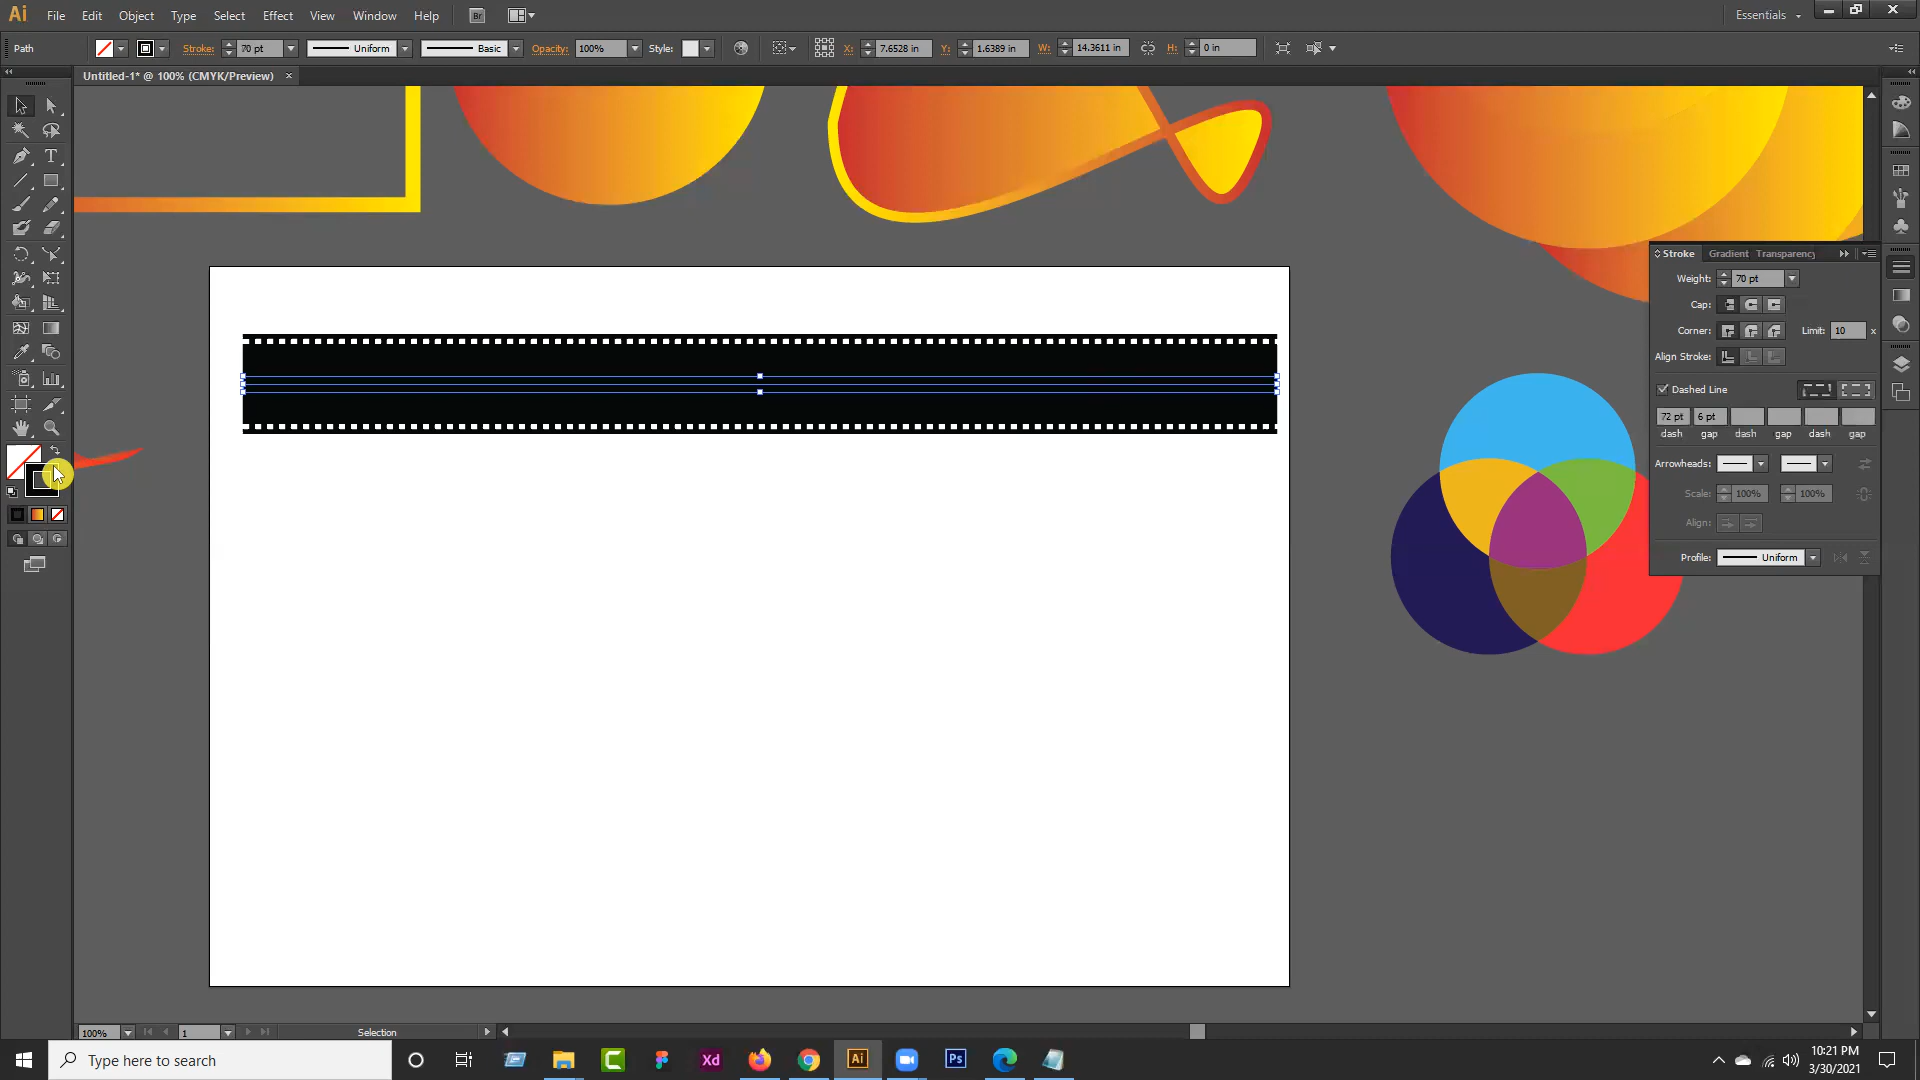 Ai File Edit Object Type Select Effect View Window Help Br Essentials
Path Stroke: 70 pt Uniform Basic Opacity: 100% Style: X: 7.6528 in Y: 1.6389 in W: 14.3611 in H: 0 in
Untitled-1* @ 100% (CMYK/Preview)
Stroke Gradient Transparency
Weight: 70 pt
Cap:
Corner: Limit: 10 x
Align Stroke:
Dashed Line
72 pt 6 pt
dash gap dash gap dash gap
Arrowheads:
Scale: 100% 100%
Align:
Profile: Uniform
100% 1 Selection
Type here to search Xd Ai Ps 10:21 PM
3/30/2021